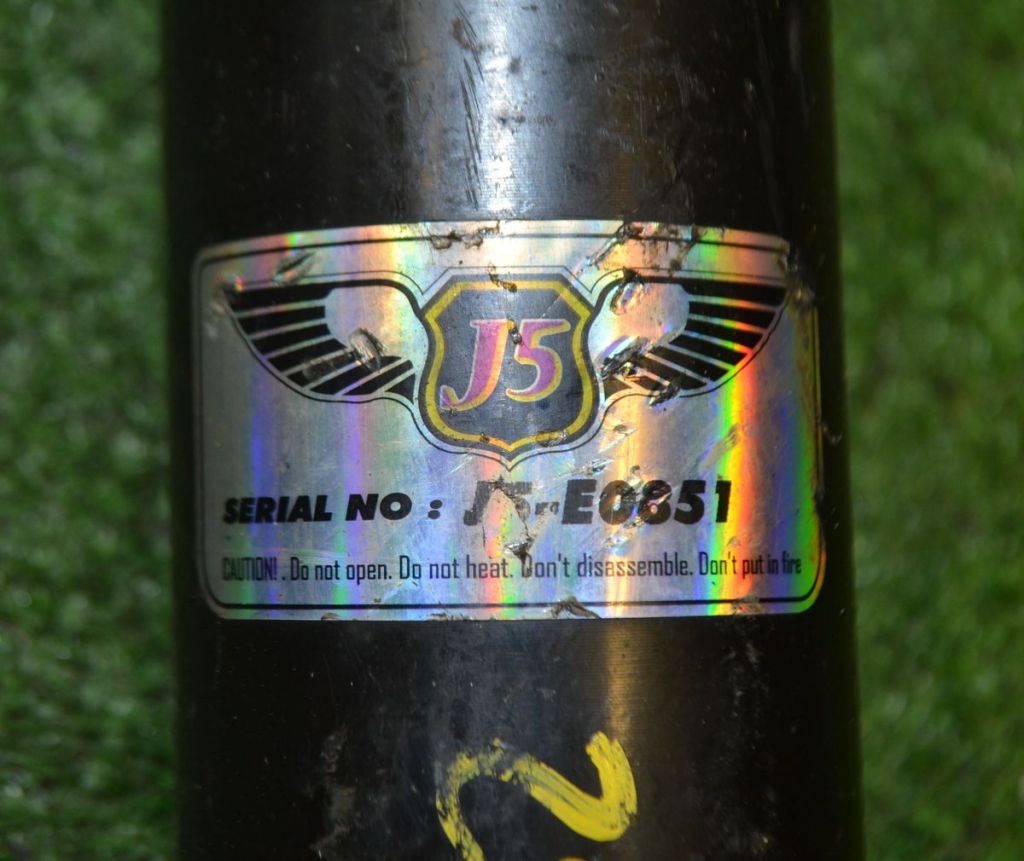 J5
SERIAL NO : J5-E0851
CAUTION! . Do not open. Do not heat. Don't disassemble. Don't put in fire